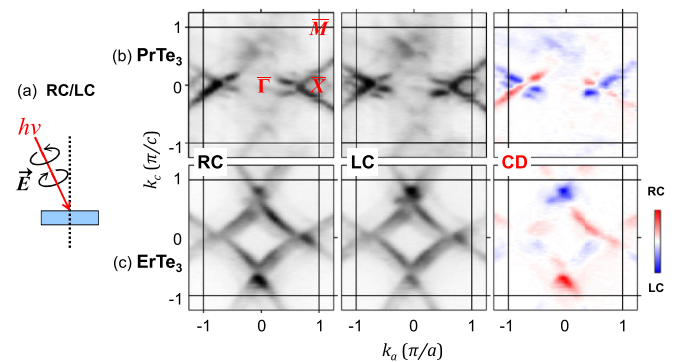 (a) RC/LC
hν
E
(b) PrTe3
(c) ErTe3
M
Γ
X
1
0
-1
1
0
-1
kc (π/c)
RC
LC
CD
RC
LC
-1 0 1
-1 0 1
-1 0 1
ka (π/a)